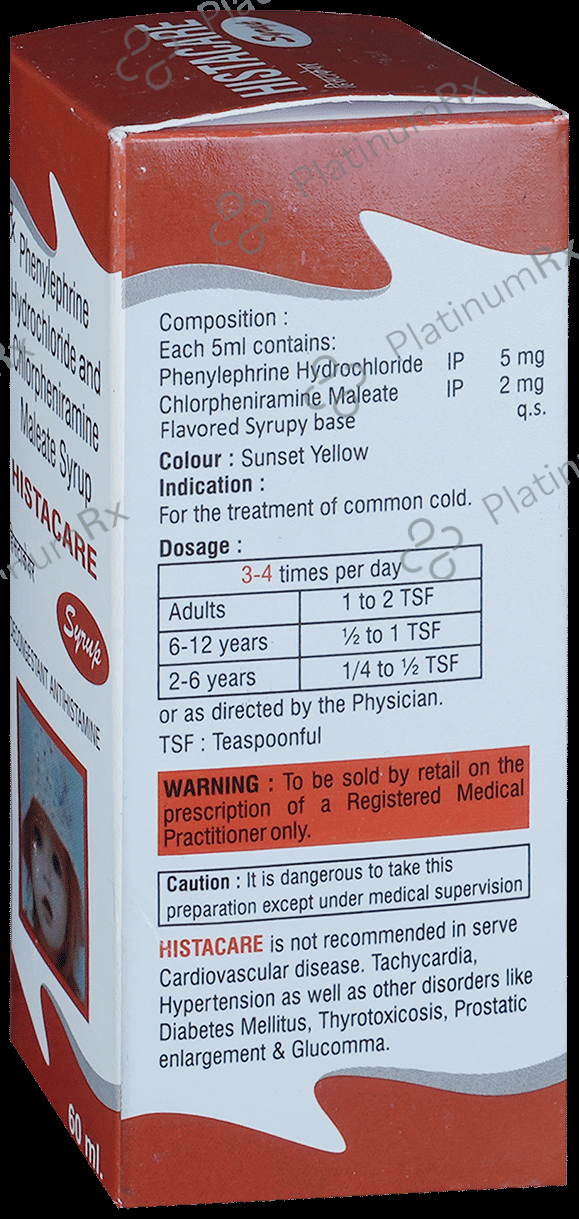 HISTACARE
Syrup
Rx Phenylephrine
Hydrochloride and
Chlorpheniramine
Maleate Syrup
HISTACARE
Syrup
DECONGESTANT ANTIHISTAMINE
60 ml.
Composition :
Each 5ml contains:
Phenylephrine Hydrochloride IP 5 mg
Chlorpheniramine Maleate IP 2 mg
Flavored Syrupy base q.s.
Colour : Sunset Yellow
Indication :
For the treatment of common cold.
Dosage :
3-4 times per day
Adults 1 to 2 TSF
6-12 years ½ to 1 TSF
2-6 years 1/4 to ½ TSF
or as directed by the Physician.
TSF : Teaspoonful
WARNING : To be sold by retail on the
prescription of a Registered Medical
Practitioner only.
Caution : It is dangerous to take this
preparation except under medical supervision
HISTACARE is not recommended in serve
Cardiovascular disease. Tachycardia,
Hypertension as well as other disorders like
Diabetes Mellitus, Thyrotoxicosis, Prostatic
enlargement & Glucomma.
PlatinumRx
PlatinumRx
PlatinumRx
PlatinumRx